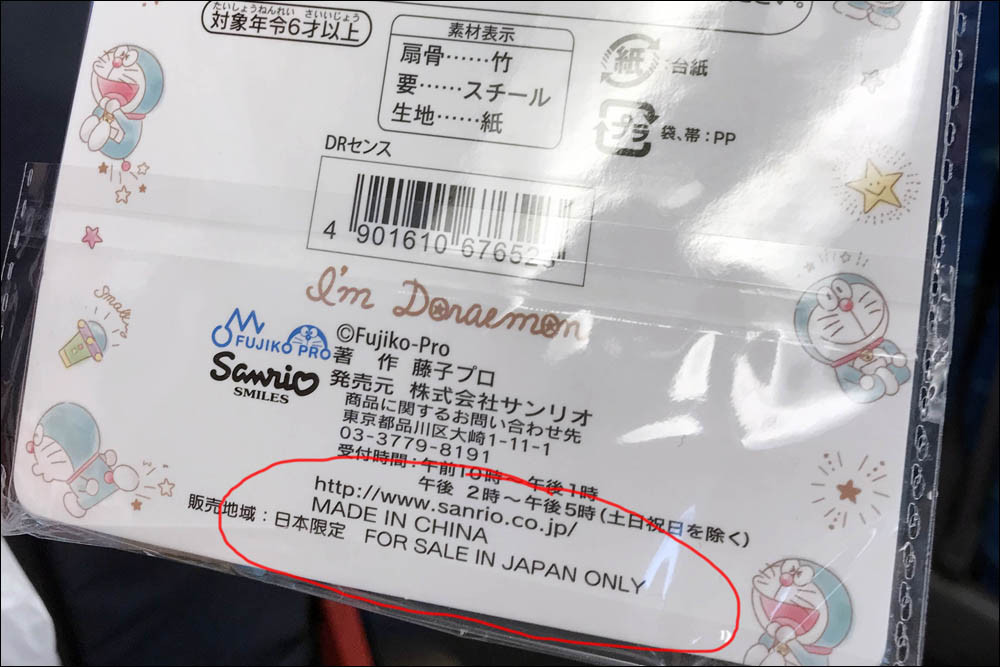 ださい。
たいしょうねんれい さいいじょう
対象年令6才以上
素材表示
扇骨……竹
要……スチール
生地……紙
紙 :台紙
プラ 袋、帯:PP
DRセンス
4 901610 67652
I'm Doraemon
FUJIKO PRO
©Fujiko-Pro
著 作 藤子プロ
Sanrio
SMILES
発売元 株式会社サンリオ
商品に関するお問い合わせ先
東京都品川区大崎1-11-1
03-3779-8191
受付時間:午前10時~午後1時
午後 2時~午後5時(土日祝日を除く)
http://www.sanrio.co.jp/
MADE IN CHINA
販売地域:日本限定 FOR SALE IN JAPAN ONLY
small